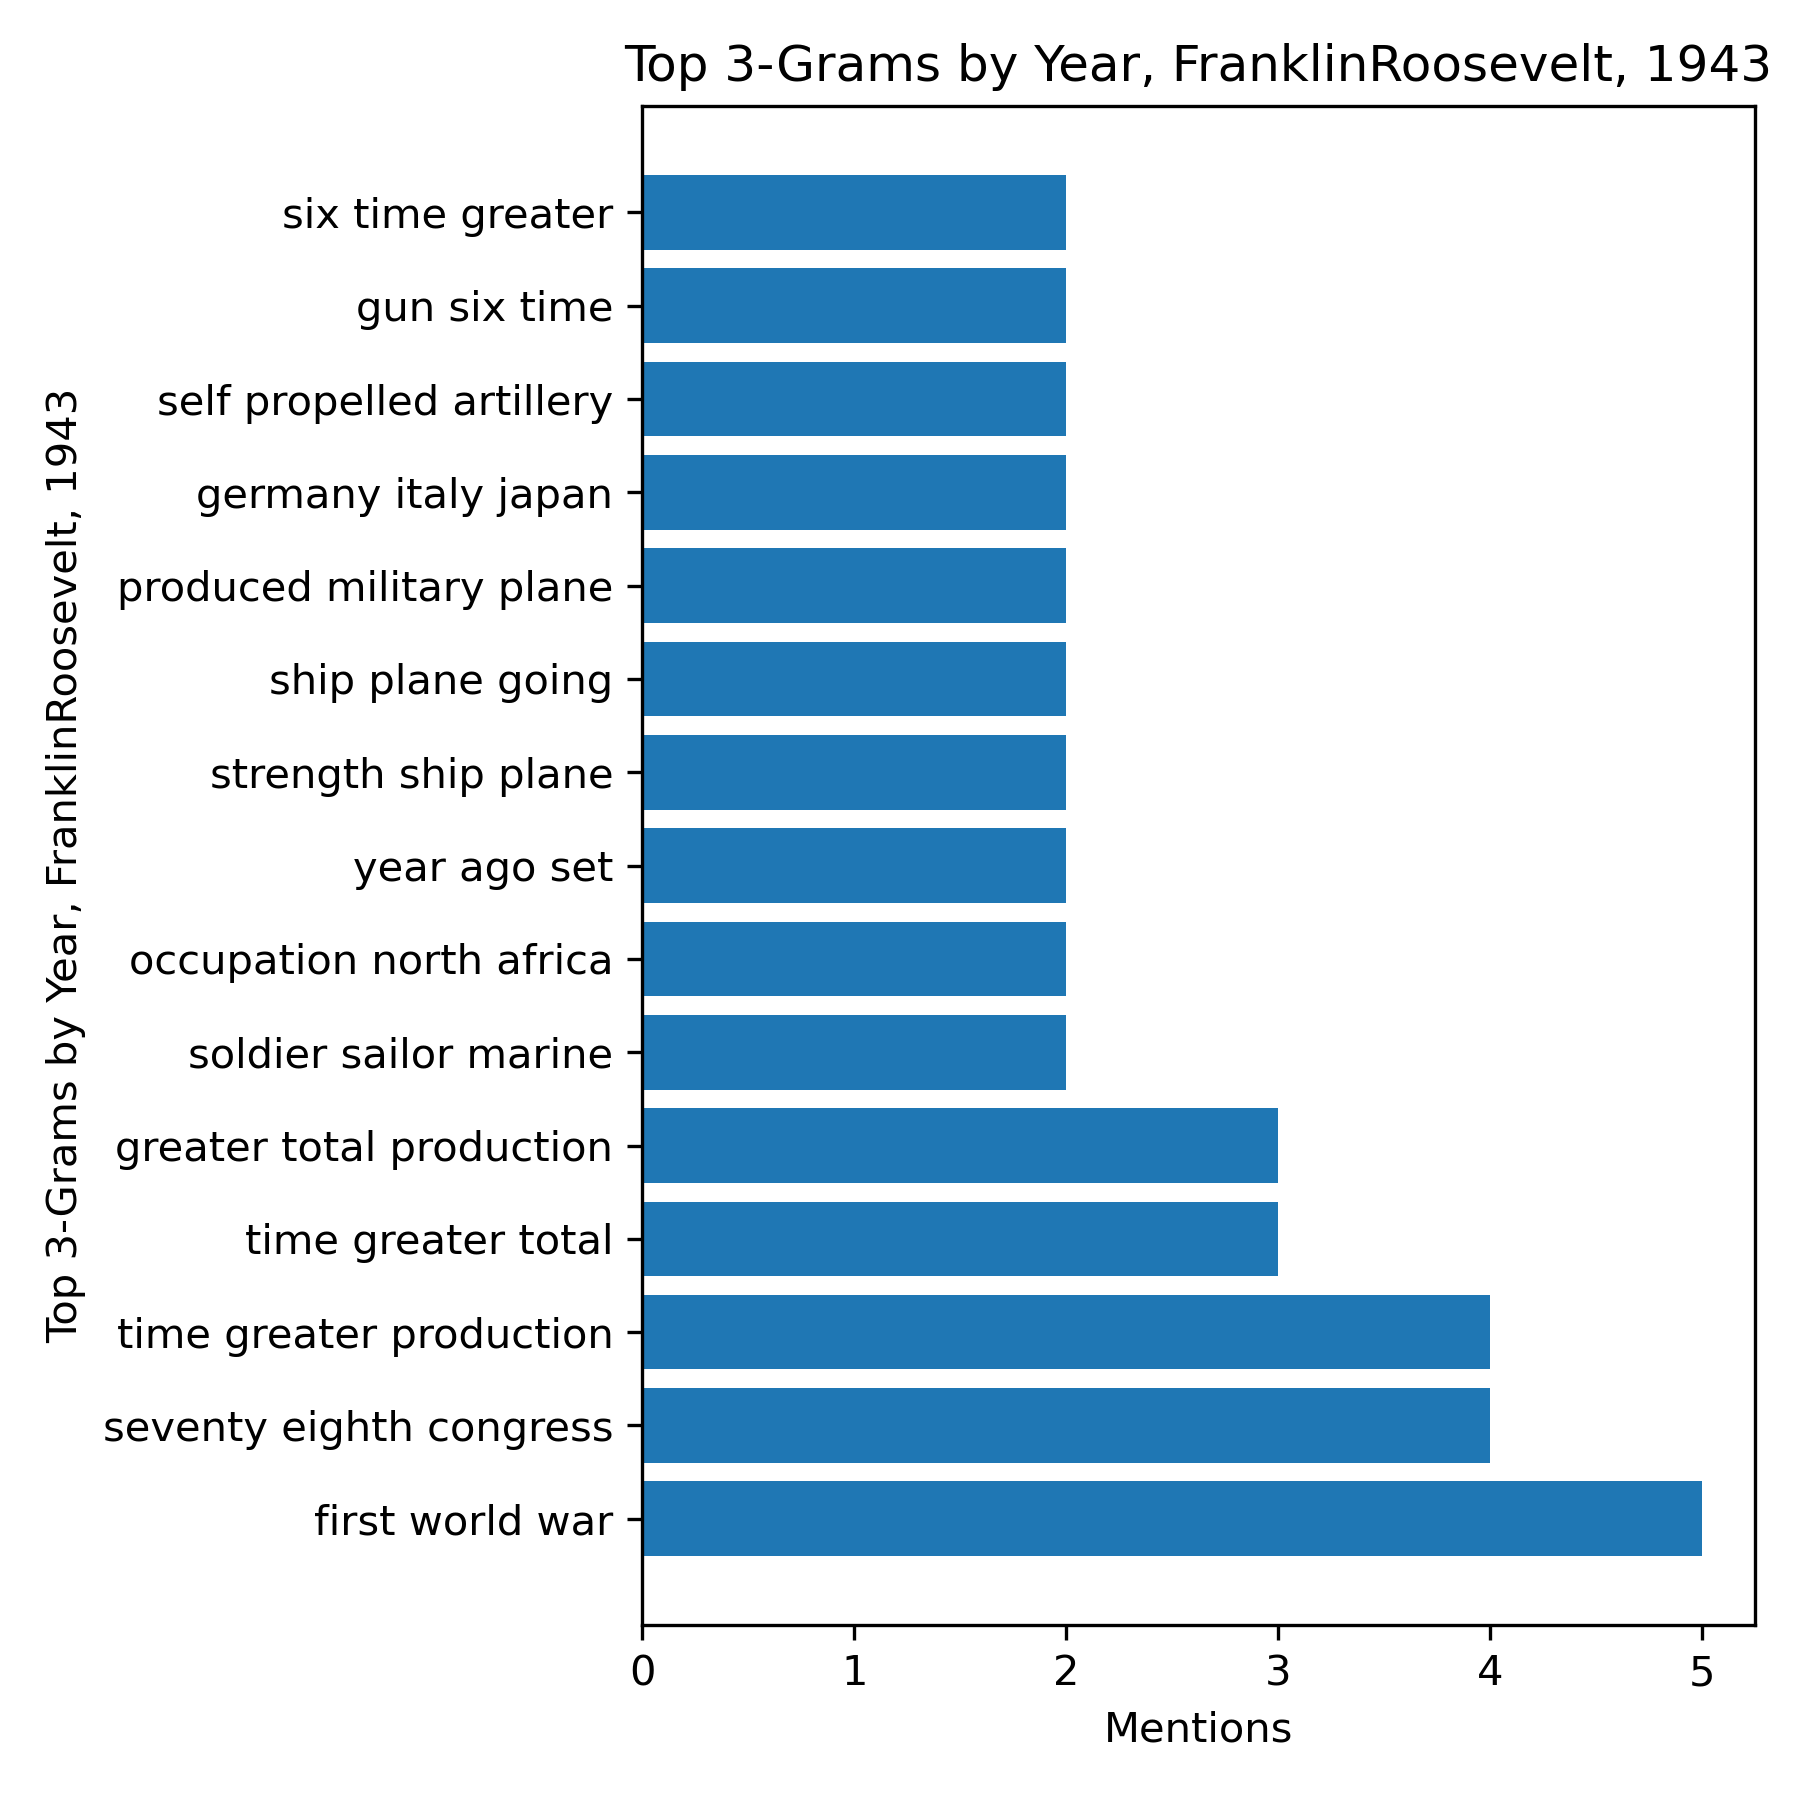 Top 3-Grams by Year, FranklinRoosevelt, 1943
Top 3-Grams by Year, FranklinRoosevelt, 1943
six time greater
gun six time
self propelled artillery
germany italy japan
produced military plane
ship plane going
strength ship plane
year ago set
occupation north africa
soldier sailor marine
greater total production
time greater total
time greater production
seventy eighth congress
first world war
0 1 2 3 4 5
Mentions